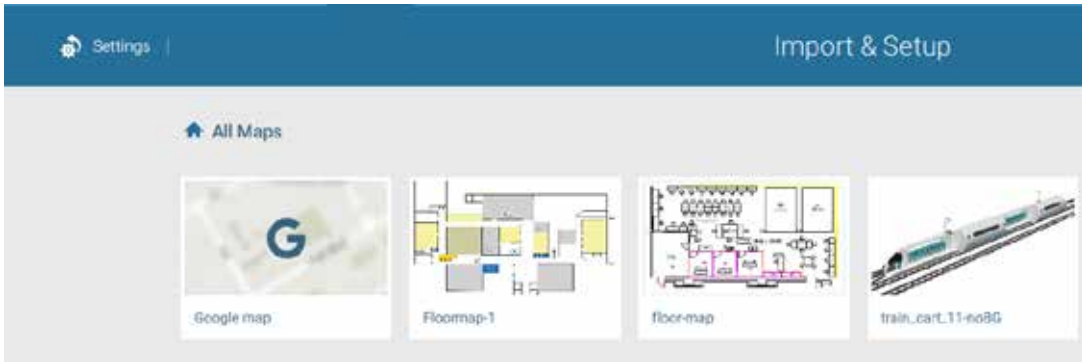 Settings
Import & Setup
All Maps
G
Google map
Floormap-1
floor-map
train_cart_11-noBG